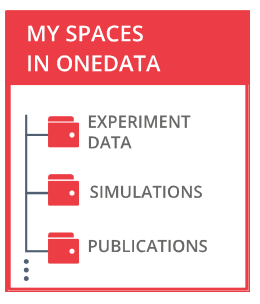 MY SPACES
IN ONEDATA
EXPERIMENT
DATA
SIMULATIONS
PUBLICATIONS